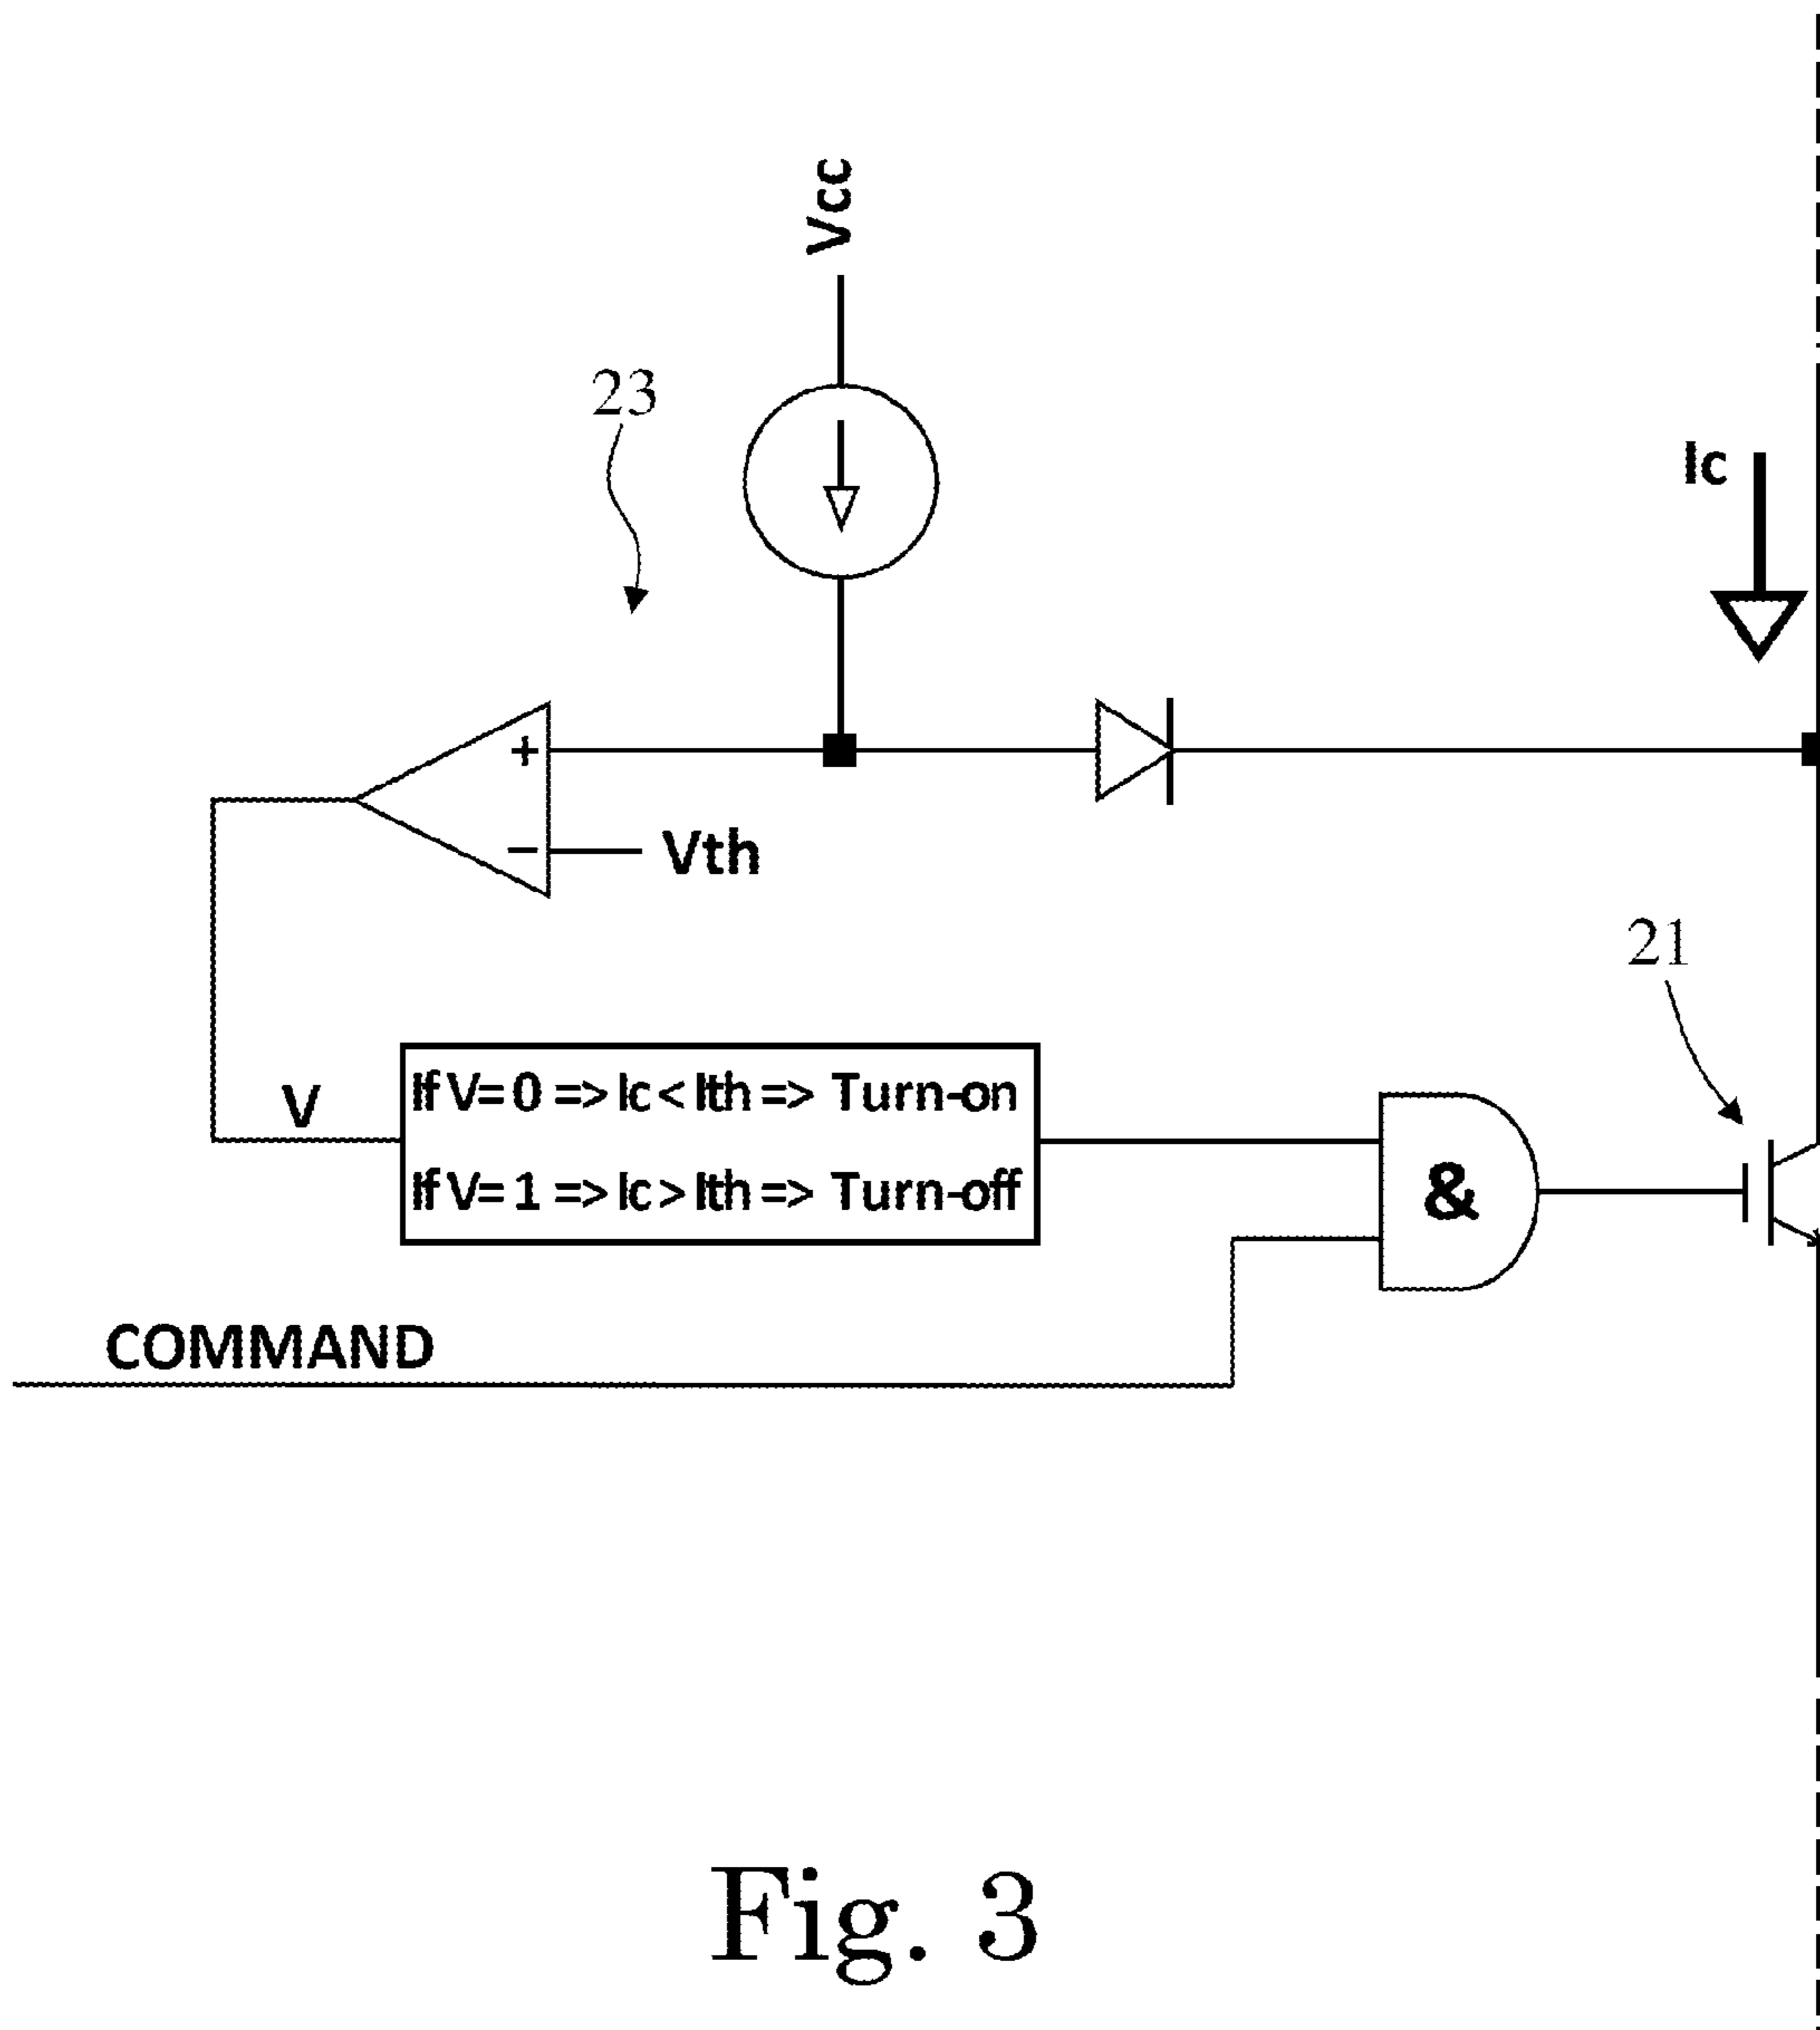 Vcc
23
Ic
+
−
Vth
21
V
If V=0 => Ic < Ith => Turn-on
If V=1 => Ic > Ith => Turn-off
&
COMMAND
Fig. 3